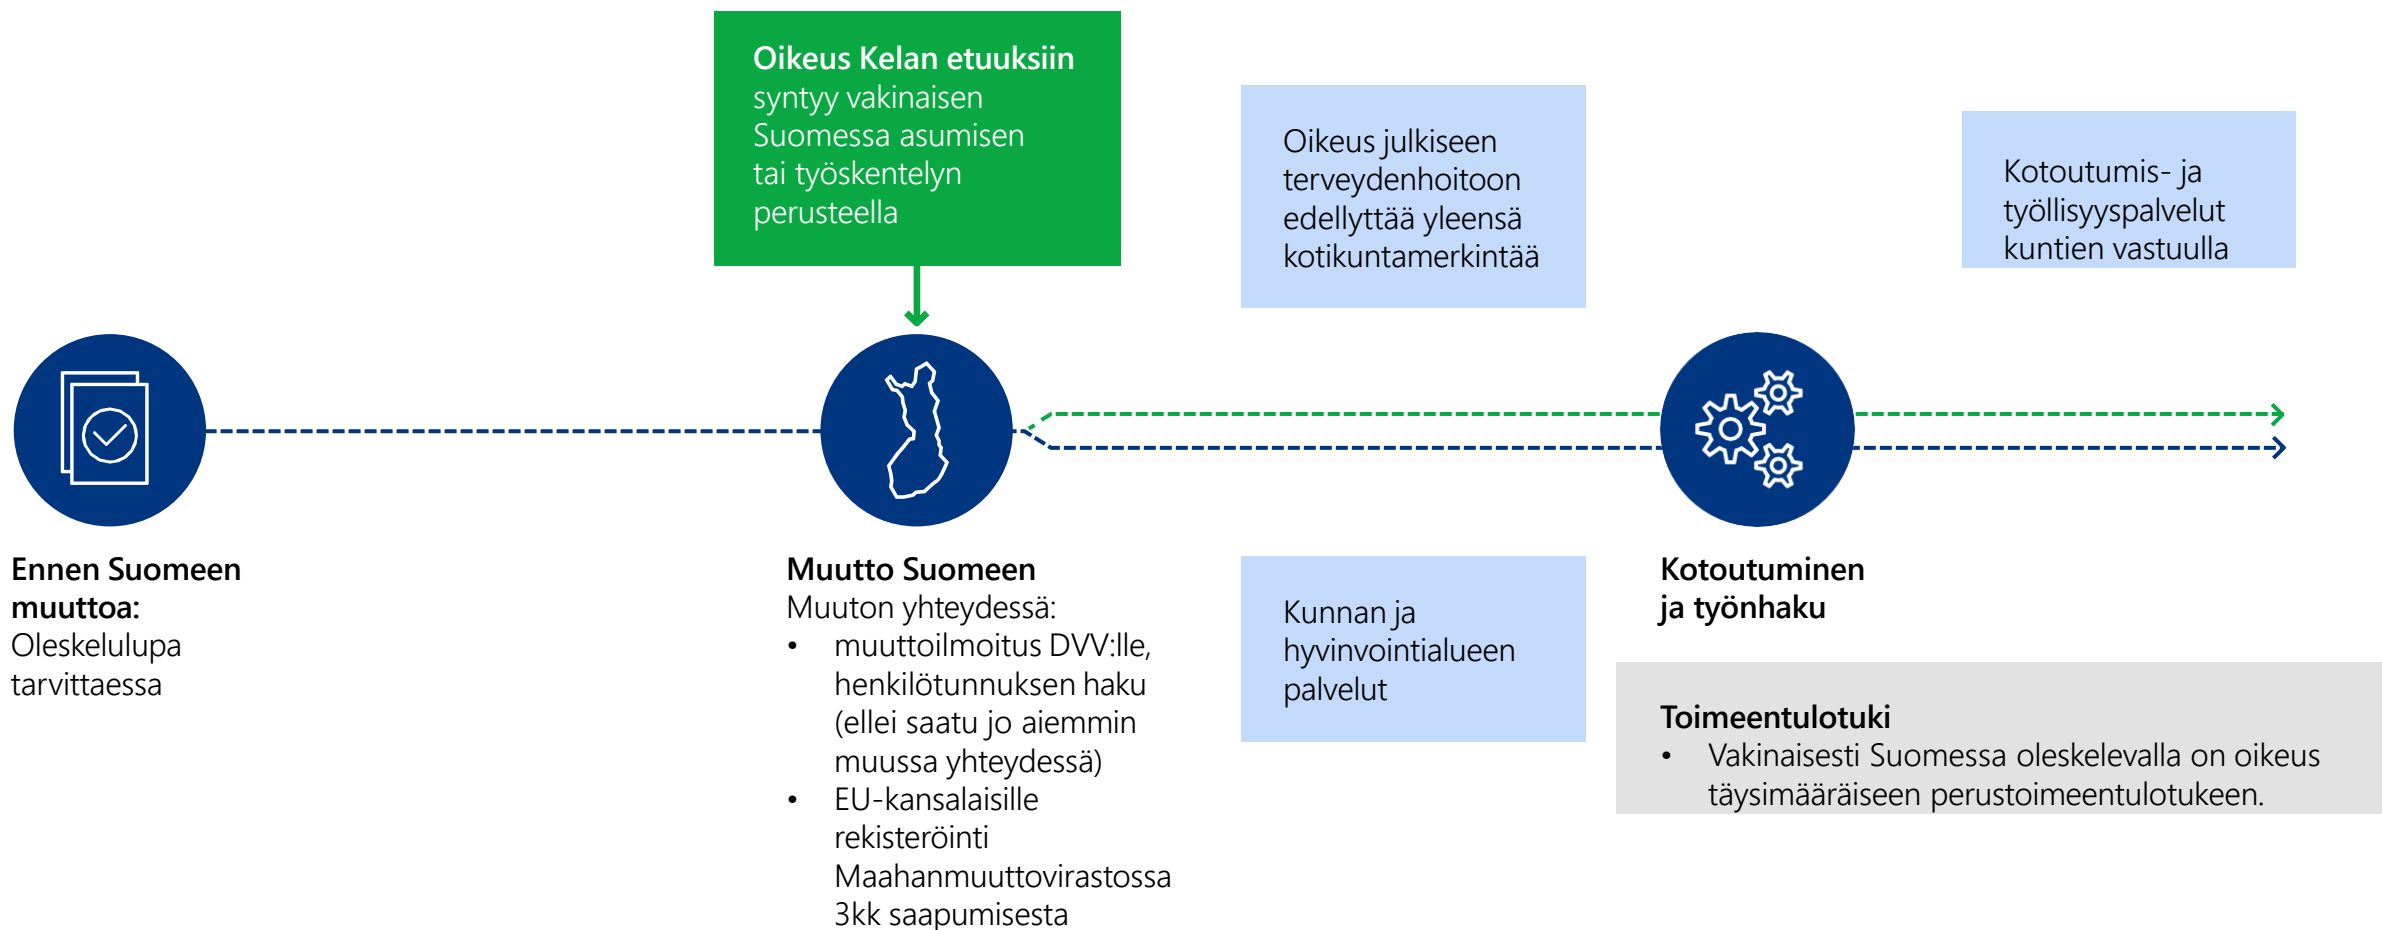 Oikeus Kelan etuuksiin
syntyy vakinaisen
Suomessa asumisen
tai työskentelyn
perusteella
Oikeus julkiseen
terveydenhoitoon
edellyttää yleensä
kotikuntamerkintää
Kotoutumis- ja
työllisyyspalvelut
kuntien vastuulla
Ennen Suomeen
muuttoa:
Oleskelulupa
tarvittaessa
Muutto Suomeen
Muuton yhteydessä:
• muuttoilmoitus DVV:lle,
henkilötunnuksen haku
(ellei saatu jo aiemmin
muussa yhteydessä)
• EU-kansalaisille
rekisteröinti
Maahanmuuttovirastossa
3kk saapumisesta
Kunnan ja
hyvinvointialueen
palvelut
Kotoutuminen
ja työnhaku
Toimeentulotuki
• Vakinaisesti Suomessa oleskelevalla on oikeus
täysimääräiseen perustoimeentulotukeen.